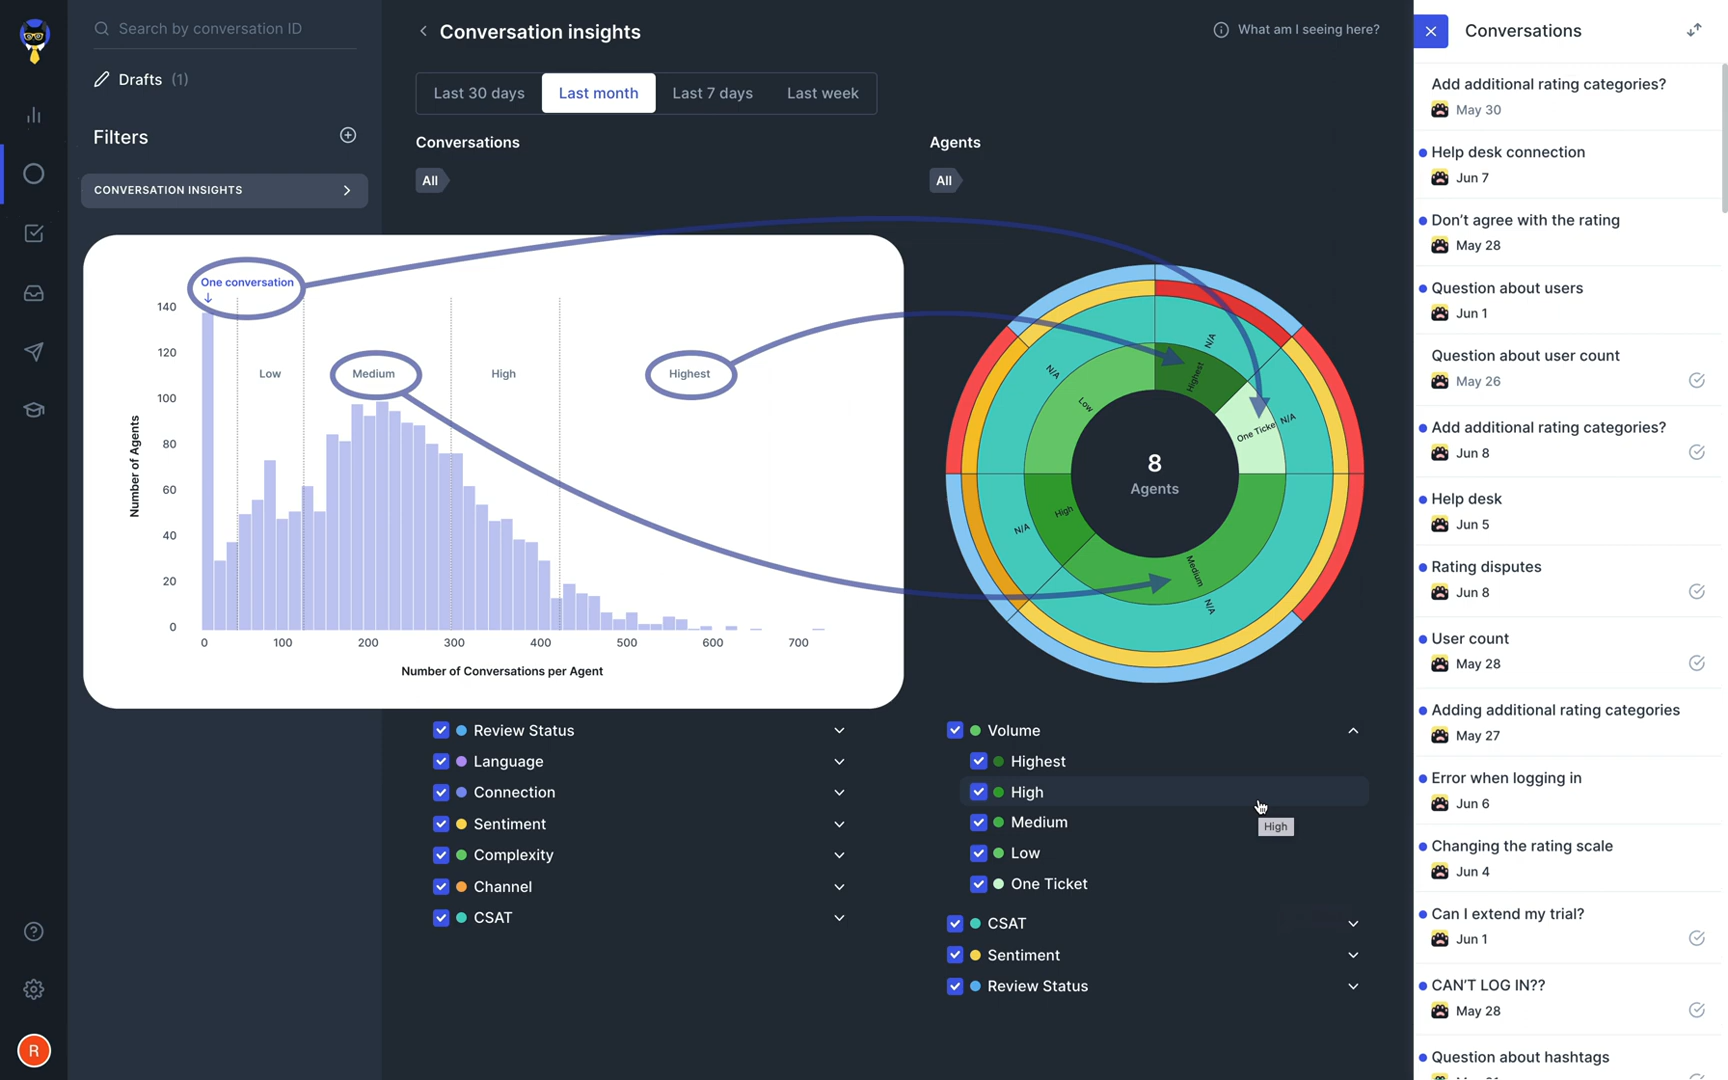 Search by conversation ID
Drafts (1)
Filters
CONVERSATION INSIGHTS
R
Conversation insights
What am I seeing here?
Last 30 days
Last month
Last 7 days
Last week
Conversations
All
Agents
All
One conversation
Low
Medium
High
Highest
140
120
100
80
60
40
20
0
Number of Agents
0
100
200
300
400
500
600
700
Number of Conversations per Agent
8
Agents
Highest
One Ticke
Medium
High
Low
N/A
N/A
N/A
N/A
N/A
Review Status
Language
Connection
Sentiment
Complexity
Channel
CSAT
Volume
Highest
High
High
Medium
Low
One Ticket
CSAT
Sentiment
Review Status
Conversations
Add additional rating categories?
May 30
Help desk connection
Jun 7
Don't agree with the rating
May 28
Question about users
Jun 1
Question about user count
May 26
Add additional rating categories?
Jun 8
Help desk
Jun 5
Rating disputes
Jun 8
User count
May 28
Adding additional rating categories
May 27
Error when logging in
Jun 6
Changing the rating scale
Jun 4
Can I extend my trial?
Jun 1
CAN'T LOG IN??
May 28
Question about hashtags